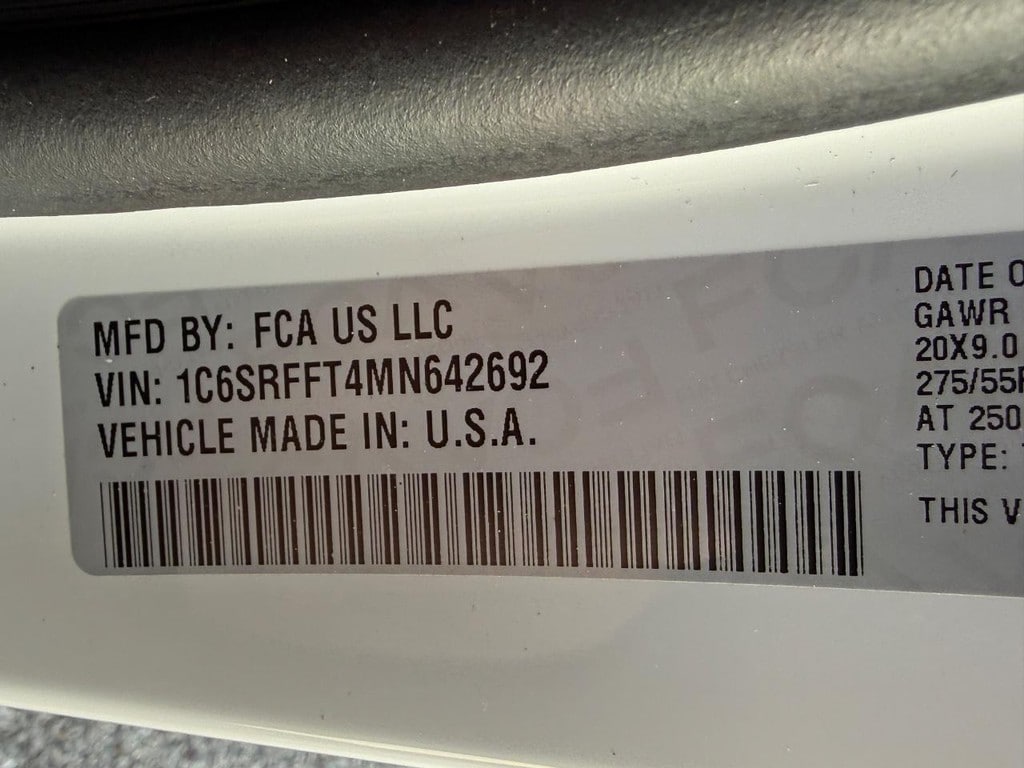 MFD BY: FCA US LLC
VIN: 1C6SRFFT4MN642692
VEHICLE MADE IN: U.S.A.
DATE O
GAWR
20X9.0
275/55R
AT 250
TYPE:
THIS V